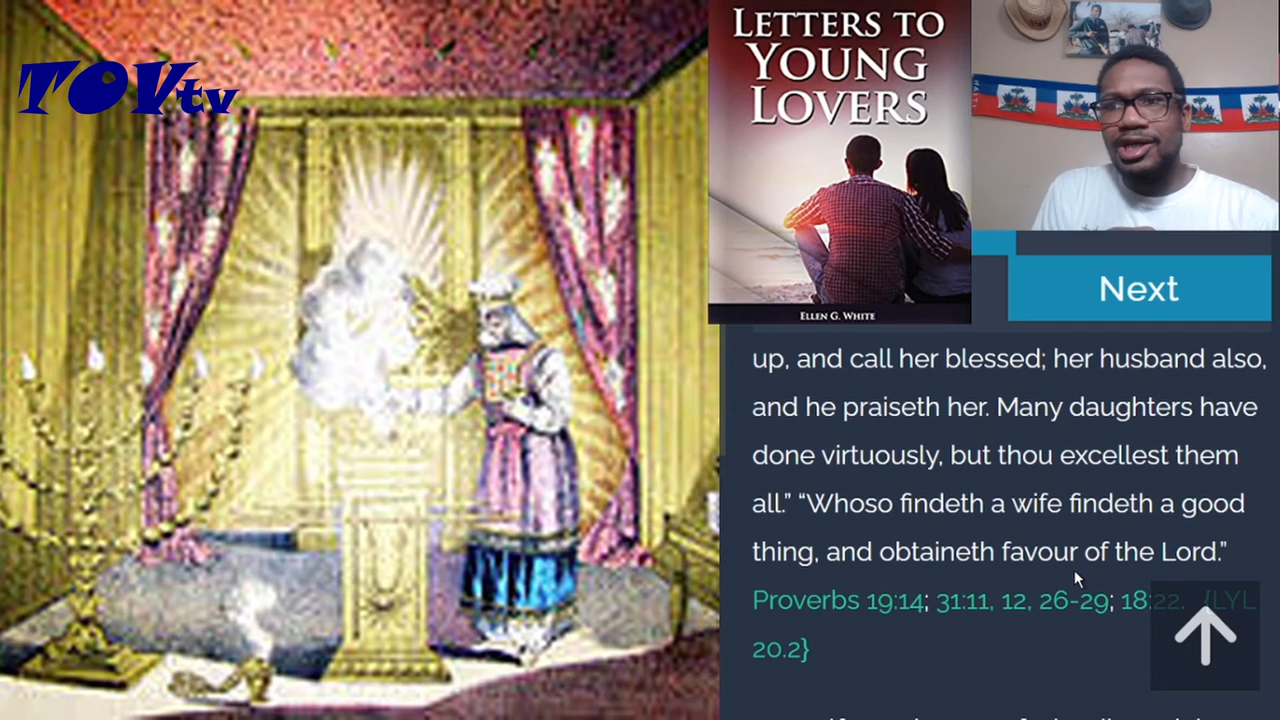 TOVtv
LETTERS TO
YOUNG
LOVERS
ELLEN G. WHITE
Next
up, and call her blessed; her husband also,
and he praiseth her. Many daughters have
done virtuously, but thou excellest them
all.” “Whoso findeth a wife findeth a good
thing, and obtaineth favour of the Lord.”
Proverbs 19:14; 31:11, 12, 26-29; 18:22. {LYL
20.2}